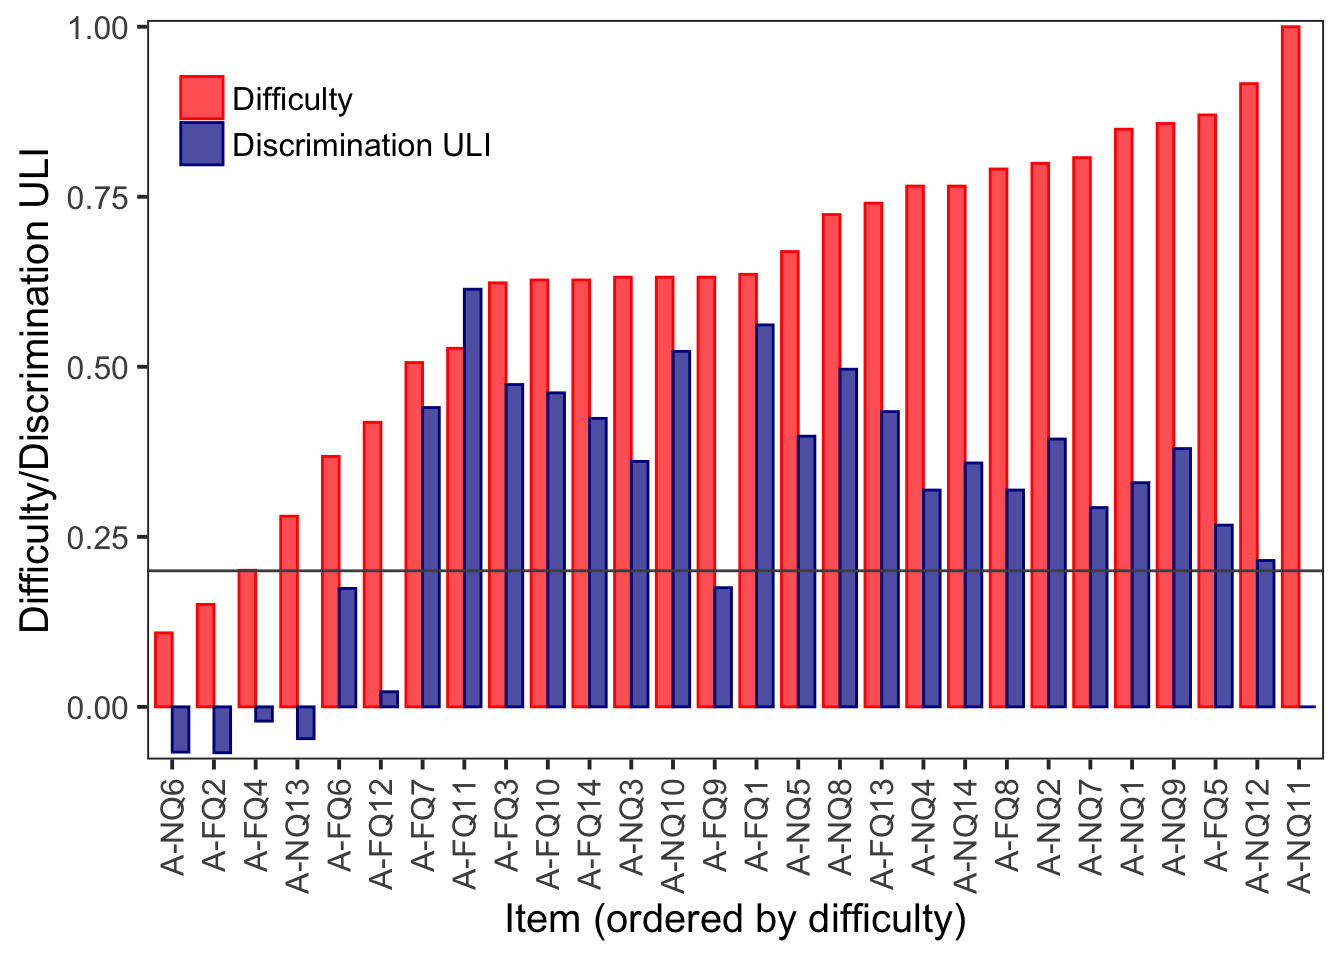 Difficulty/Discrimination ULI
1.00
0.75
0.50
0.25
0.00
Difficulty
Discrimination ULI
A-NQ6
A-FQ2
A-FQ4
A-NQ13
A-FQ6
A-FQ12
A-FQ7
A-FQ11
A-FQ3
A-FQ10
A-FQ14
A-NQ3
A-NQ10
A-FQ9
A-FQ1
A-NQ5
A-NQ8
A-FQ13
A-NQ4
A-NQ14
A-FQ8
A-NQ2
A-NQ7
A-NQ1
A-NQ9
A-FQ5
A-NQ12
A-NQ11
Item (ordered by difficulty)